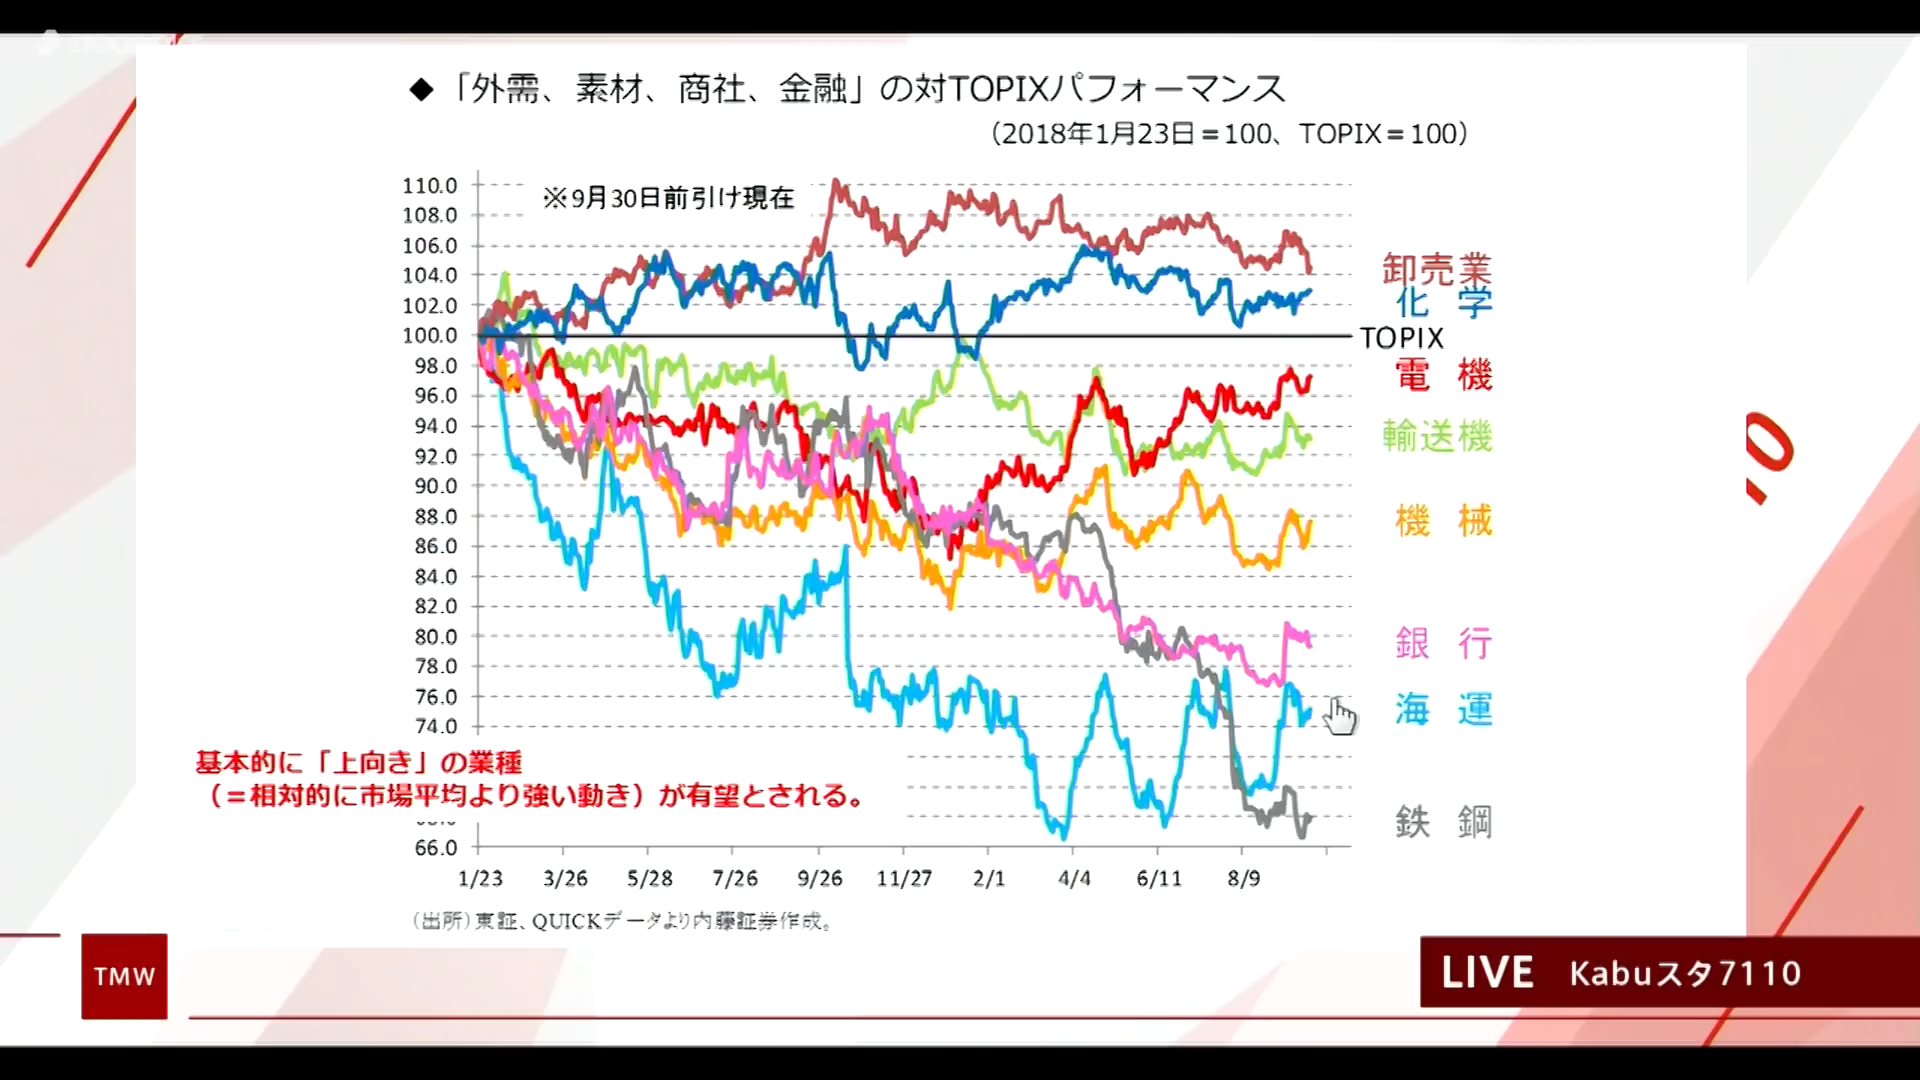 ◆「外需、素材、商社、金融」の対TOPIXパフォーマンス
（2018年1月23日＝100、TOPIX＝100）
※9月30日前引け現在
110.0
108.0
106.0
104.0
102.0
100.0
98.0
96.0
94.0
92.0
90.0
88.0
86.0
84.0
82.0
80.0
78.0
76.0
74.0
66.0
卸売業
化 学
TOPIX
電 機
輸送機
機 械
銀 行
海 運
鉄 鋼
基本的に「上向き」の業種
（＝相対的に市場平均より強い動き）が有望とされる。
1/23 3/26 5/28 7/26 9/26 11/27 2/1 4/4 6/11 8/9
（出所）東証、QUICKデータより内藤証券作成。
10
TMW
LIVE Kabuスタ7110